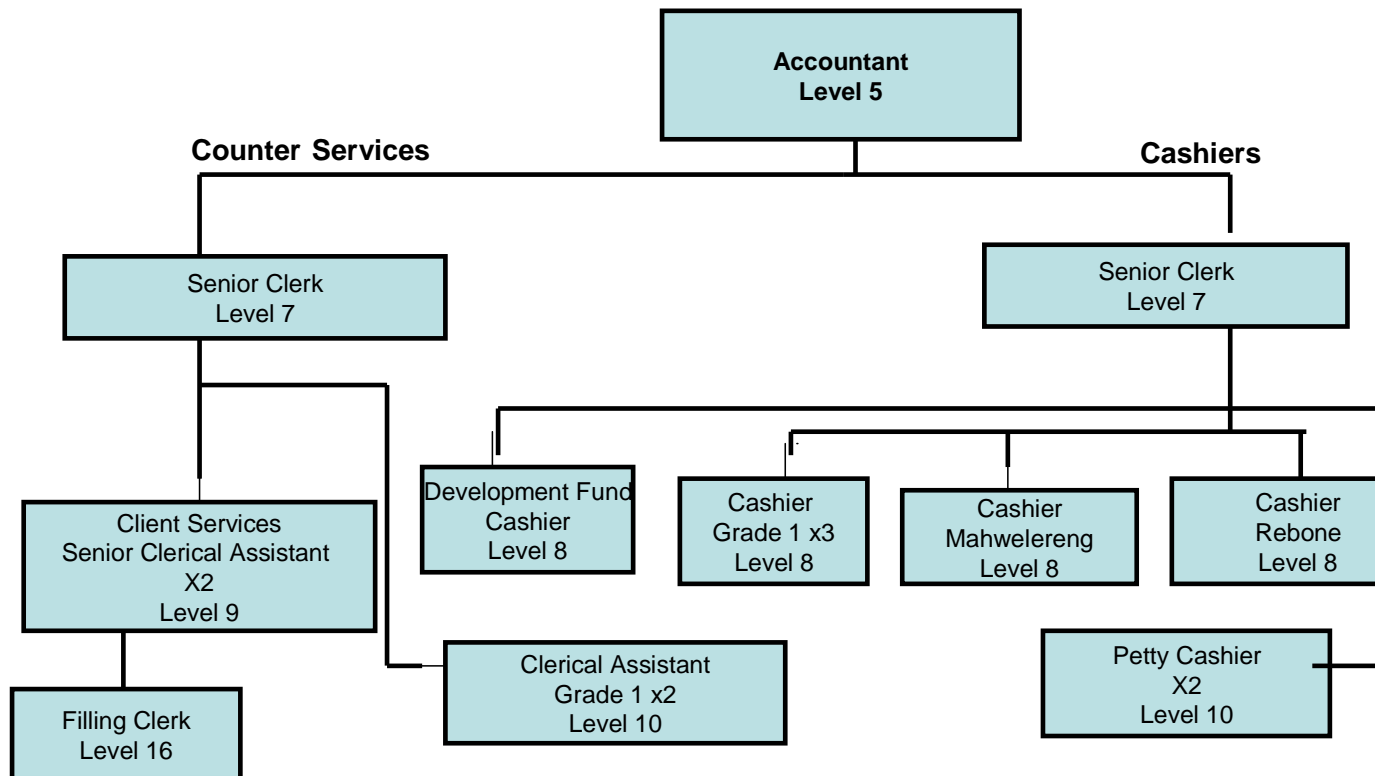 Accountant
Level 5
Counter Services
Cashiers
Senior Clerk
Level 7
Senior Clerk
Level 7
Development Fund
Cashier
Level 8
Cashier
Grade 1 x3
Level 8
Cashier
Mahwelereng
Level 8
Cashier
Rebone
Level 8
Client Services
Senior Clerical Assistant
X2
Level 9
Clerical Assistant
Grade 1 x2
Level 10
Petty Cashier
X2
Level 10
Filling Clerk
Level 16